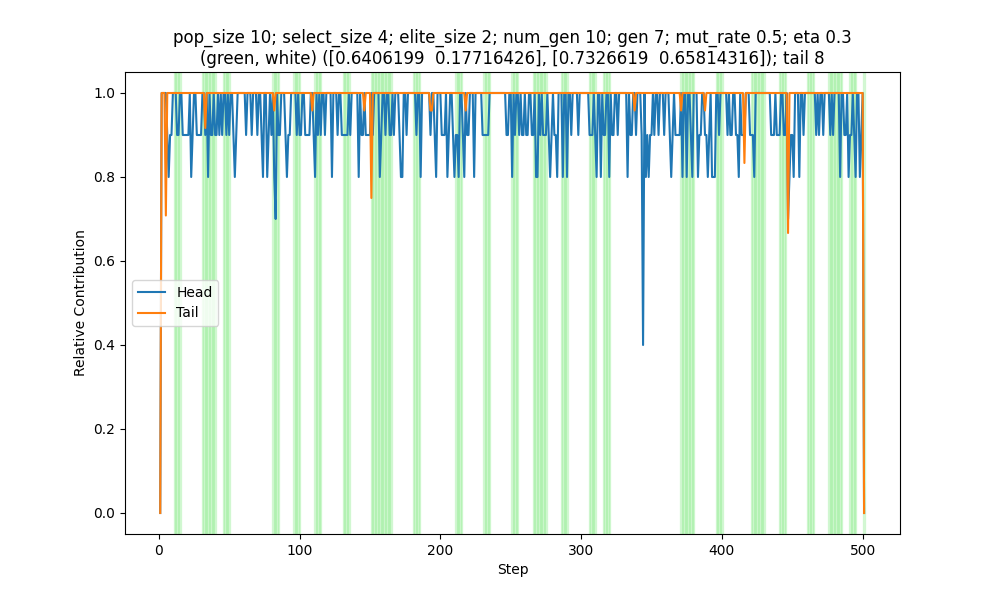 pop_size 10; select_size 4; elite_size 2; num_gen 10; gen 7; mut_rate 0.5; eta 0.3
(green, white) ([0.6406199  0.17716426], [0.7326619  0.65814316]); tail 8
1.0
0.8
0.6
0.4
0.2
0.0
Relative Contribution
Head
Tail
0
100
200
300
400
500
Step